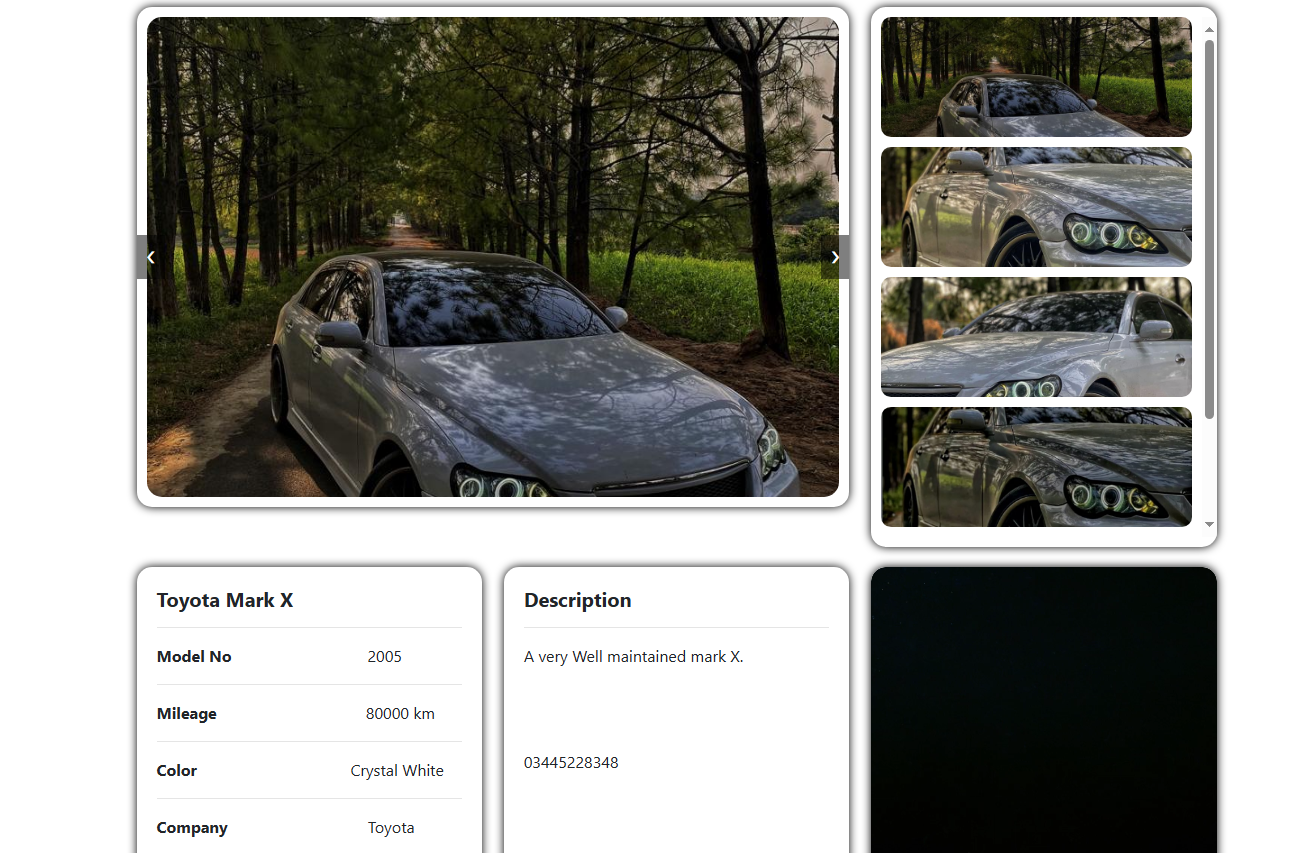 ‹ ›
Toyota Mark X
Model No 2005
Mileage 80000 km
Color Crystal White
Company Toyota
Description
A very Well maintained mark X.
03445228348